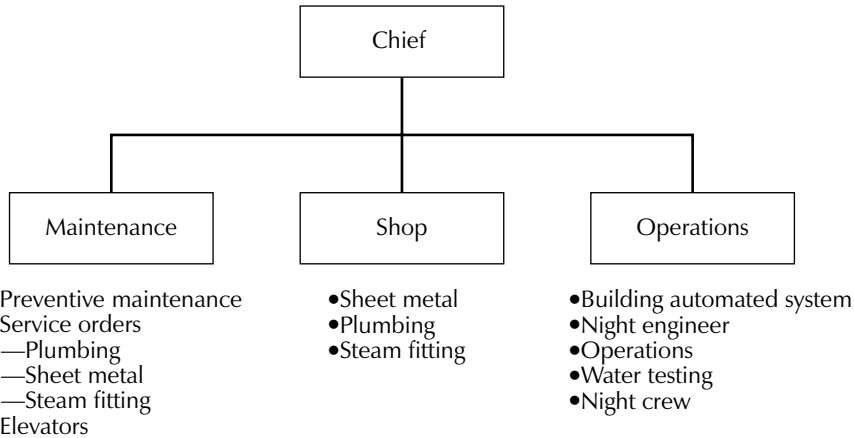 Chief
Maintenance
Shop
Operations
Preventive maintenance
Service orders
—Plumbing
—Sheet metal
—Steam fitting
Elevators
•Sheet metal
•Plumbing
•Steam fitting
•Building automated system
•Night engineer
•Operations
•Water testing
•Night crew